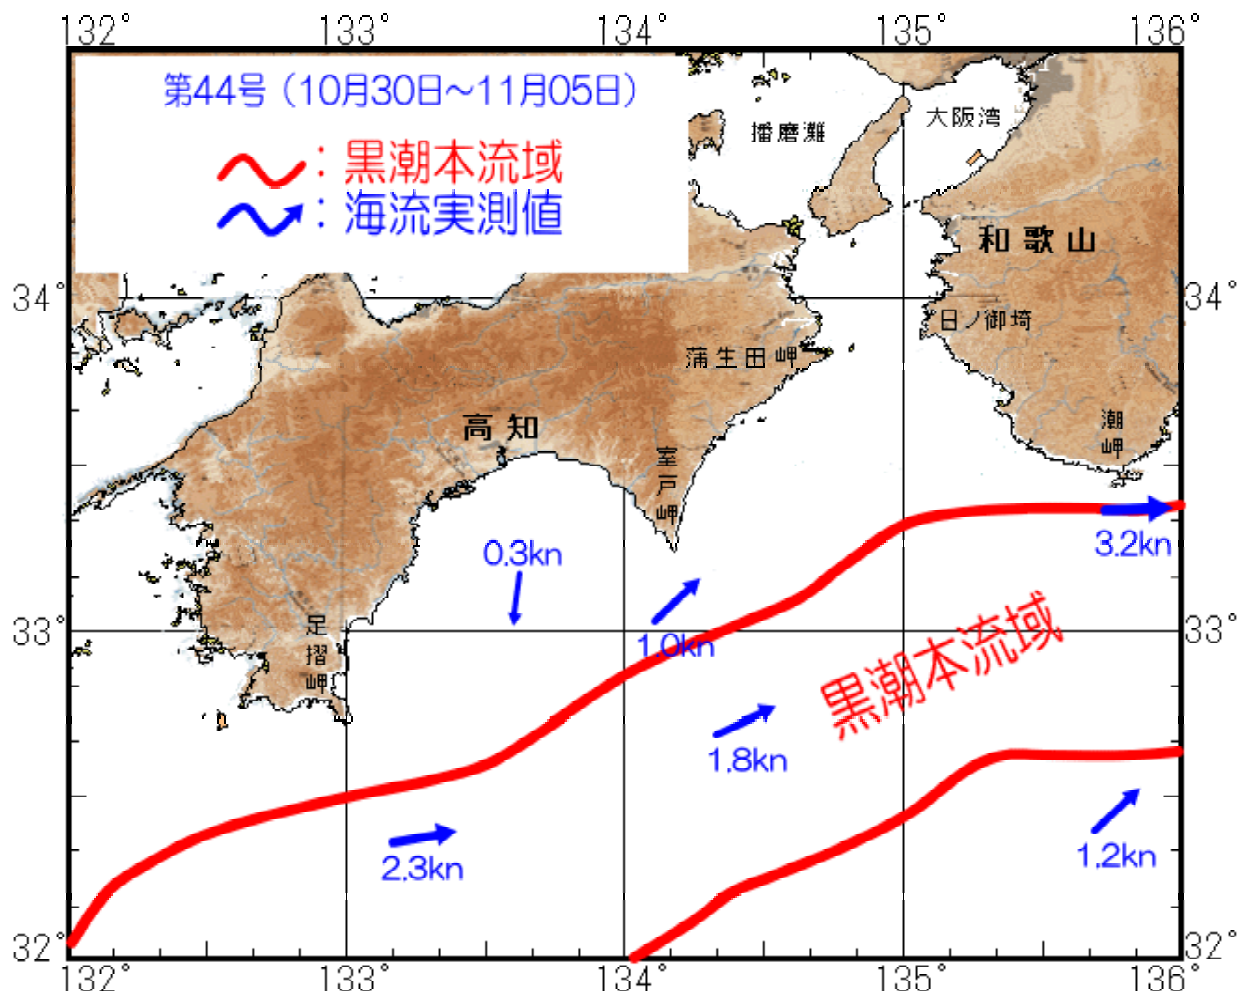 132°
133°
134°
135°
136°
第44号（10月30日～11月05日）
：黒潮本流域
：海流実測値
播磨灘
大阪湾
和歌山
34°
34°
日ノ御埼
蒲生田岬
高知
潮岬
室戸岬
3.2kn
0.3kn
足摺岬
33°
33°
1.0kn
黒潮本流域
1.8kn
2.3kn
1.2kn
32°
32°
132°
133°
134°
135°
136°